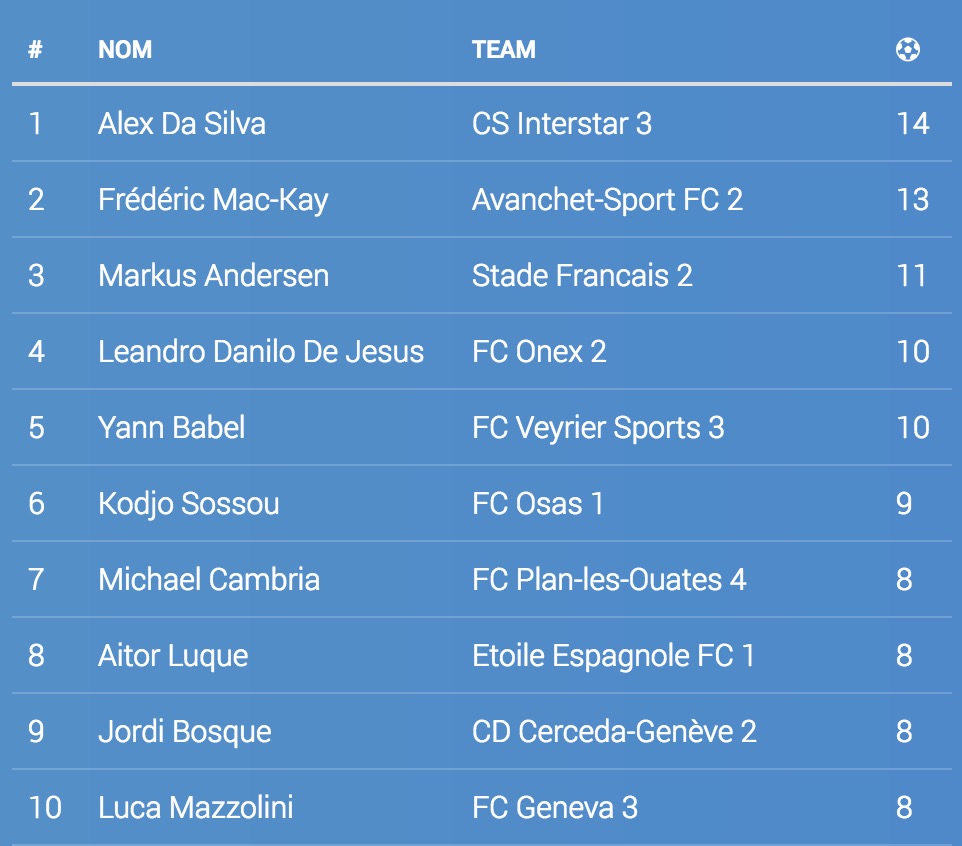 # NOM TEAM ⚽
1 Alex Da Silva CS Interstar 3 14
2 Frédéric Mac-Kay Avanchet-Sport FC 2 13
3 Markus Andersen Stade Francais 2 11
4 Leandro Danilo De Jesus FC Onex 2 10
5 Yann Babel FC Veyrier Sports 3 10
6 Kodjo Sossou FC Osas 1 9
7 Michael Cambria FC Plan-les-Ouates 4 8
8 Aitor Luque Etoile Espagnole FC 1 8
9 Jordi Bosque CD Cerceda-Genève 2 8
10 Luca Mazzolini FC Geneva 3 8